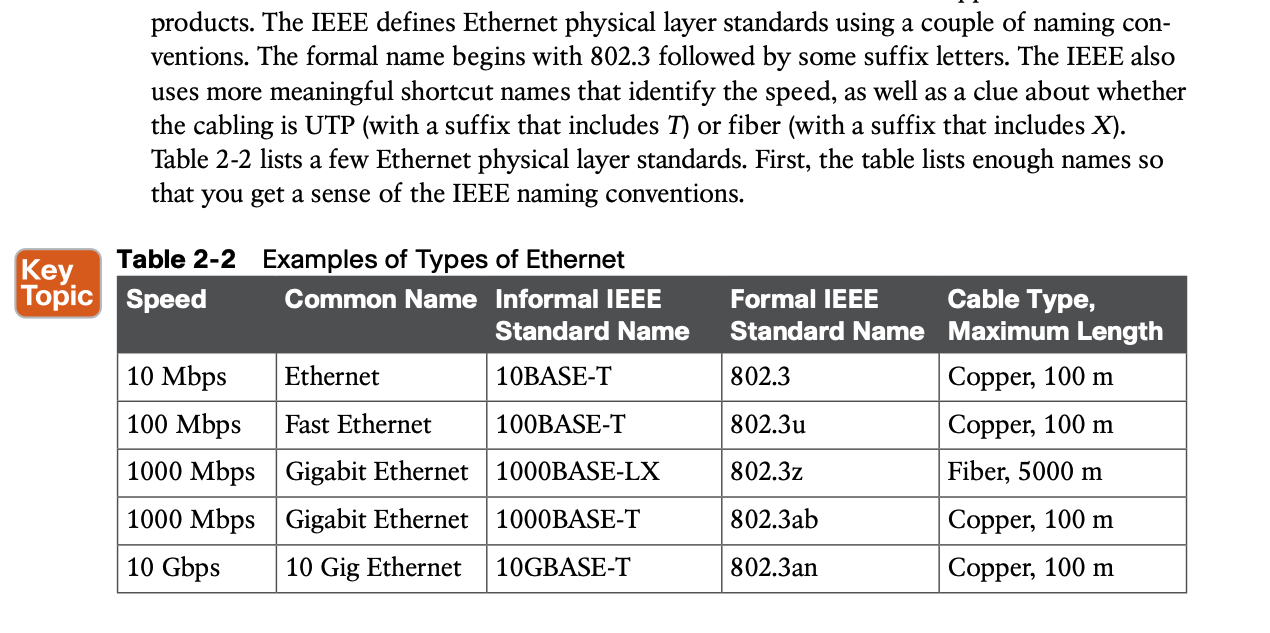 products. The IEEE defines Ethernet physical layer standards using a couple of naming con-
ventions. The formal name begins with 802.3 followed by some suffix letters. The IEEE also
uses more meaningful shortcut names that identify the speed, as well as a clue about whether
the cabling is UTP (with a suffix that includes T) or fiber (with a suffix that includes X).
Table 2-2 lists a few Ethernet physical layer standards. First, the table lists enough names so
that you get a sense of the IEEE naming conventions.
Key
Topic
Table 2-2 Examples of Types of Ethernet
Speed Common Name Informal IEEE Standard Name Formal IEEE Standard Name Cable Type, Maximum Length
10 Mbps Ethernet 10BASE-T 802.3 Copper, 100 m
100 Mbps Fast Ethernet 100BASE-T 802.3u Copper, 100 m
1000 Mbps Gigabit Ethernet 1000BASE-LX 802.3z Fiber, 5000 m
1000 Mbps Gigabit Ethernet 1000BASE-T 802.3ab Copper, 100 m
10 Gbps 10 Gig Ethernet 10GBASE-T 802.3an Copper, 100 m